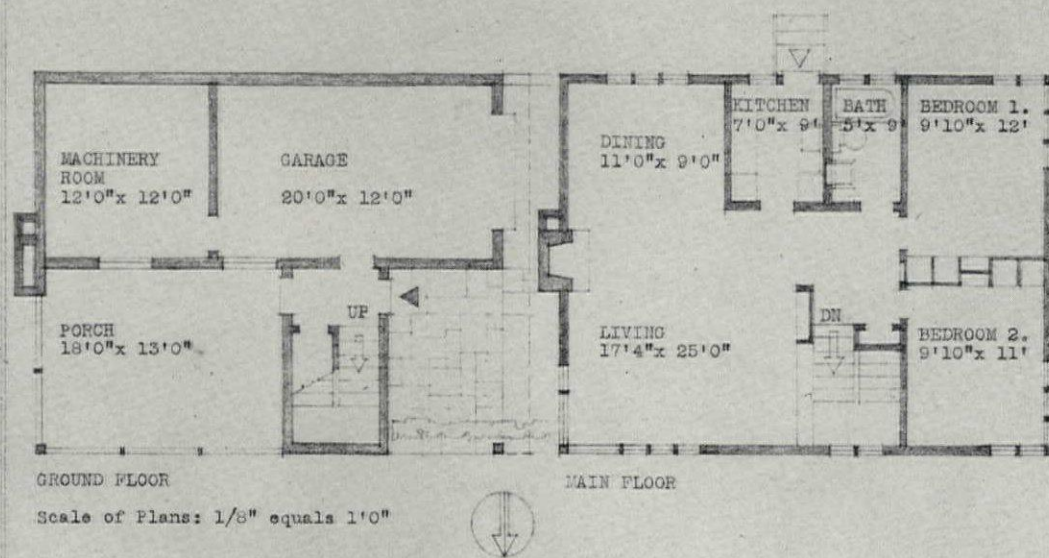 MACHINERY
ROOM
12'0"x 12'0"
GARAGE
20'0"x 12'0"
PORCH
18'0"x 13'0"
UP
GROUND FLOOR
Scale of Plans: 1/8" equals 1'0"
DINING
11'0"x 9'0"
KITCHEN
7'0"x 9'
BATH
5'x 9'
BEDROOM 1.
9'10"x 12'
LIVING
17'4"x 25'0"
DN
BEDROOM 2.
9'10"x 11'
MAIN FLOOR